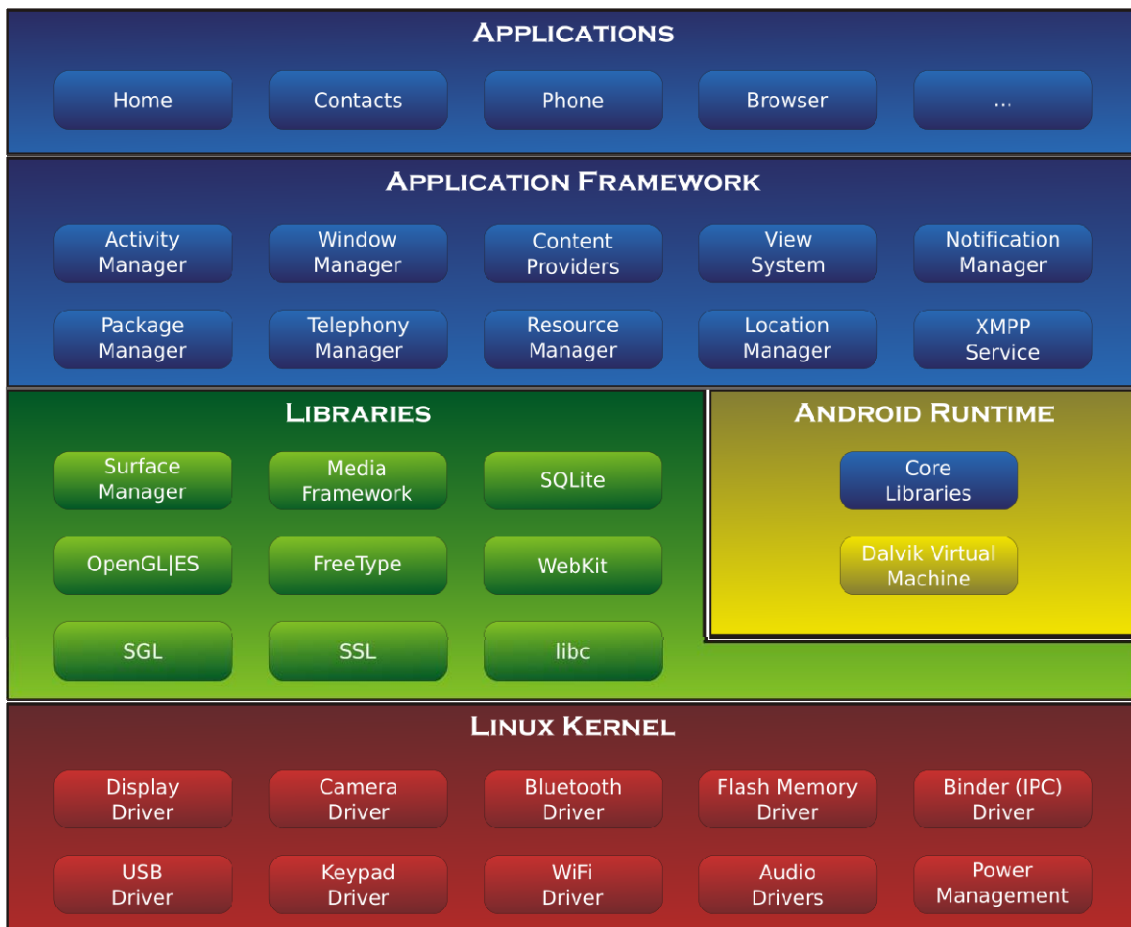 APPLICATIONS
Home
Contacts
Phone
Browser
...
APPLICATION FRAMEWORK
Activity
Manager
Window
Manager
Content
Providers
View
System
Notification
Manager
Package
Manager
Telephony
Manager
Resource
Manager
Location
Manager
XMPP
Service
LIBRARIES
Surface
Manager
Media
Framework
SQLite
OpenGL|ES
FreeType
WebKit
SGL
SSL
libc
ANDROID RUNTIME
Core
Libraries
Dalvik Virtual
Machine
LINUX KERNEL
Display
Driver
Camera
Driver
Bluetooth
Driver
Flash Memory
Driver
Binder (IPC)
Driver
USB
Driver
Keypad
Driver
WiFi
Driver
Audio
Drivers
Power
Management